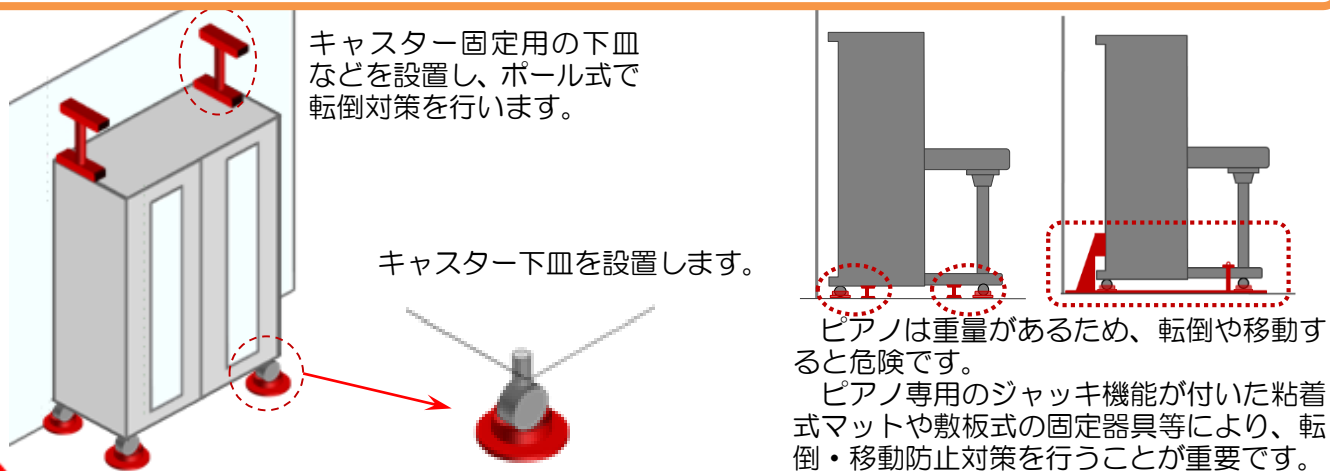 キャスター固定用の下皿
などを設置し、ポール式で
転倒対策を行います。
キャスター下皿を設置します。
ピアノは重量があるため、転倒や移動す
ると危険です。
ピアノ専用のジャッキ機能が付いた粘着
式マットや敷板式の固定器具等により、転
倒・移動防止対策を行うことが重要です。